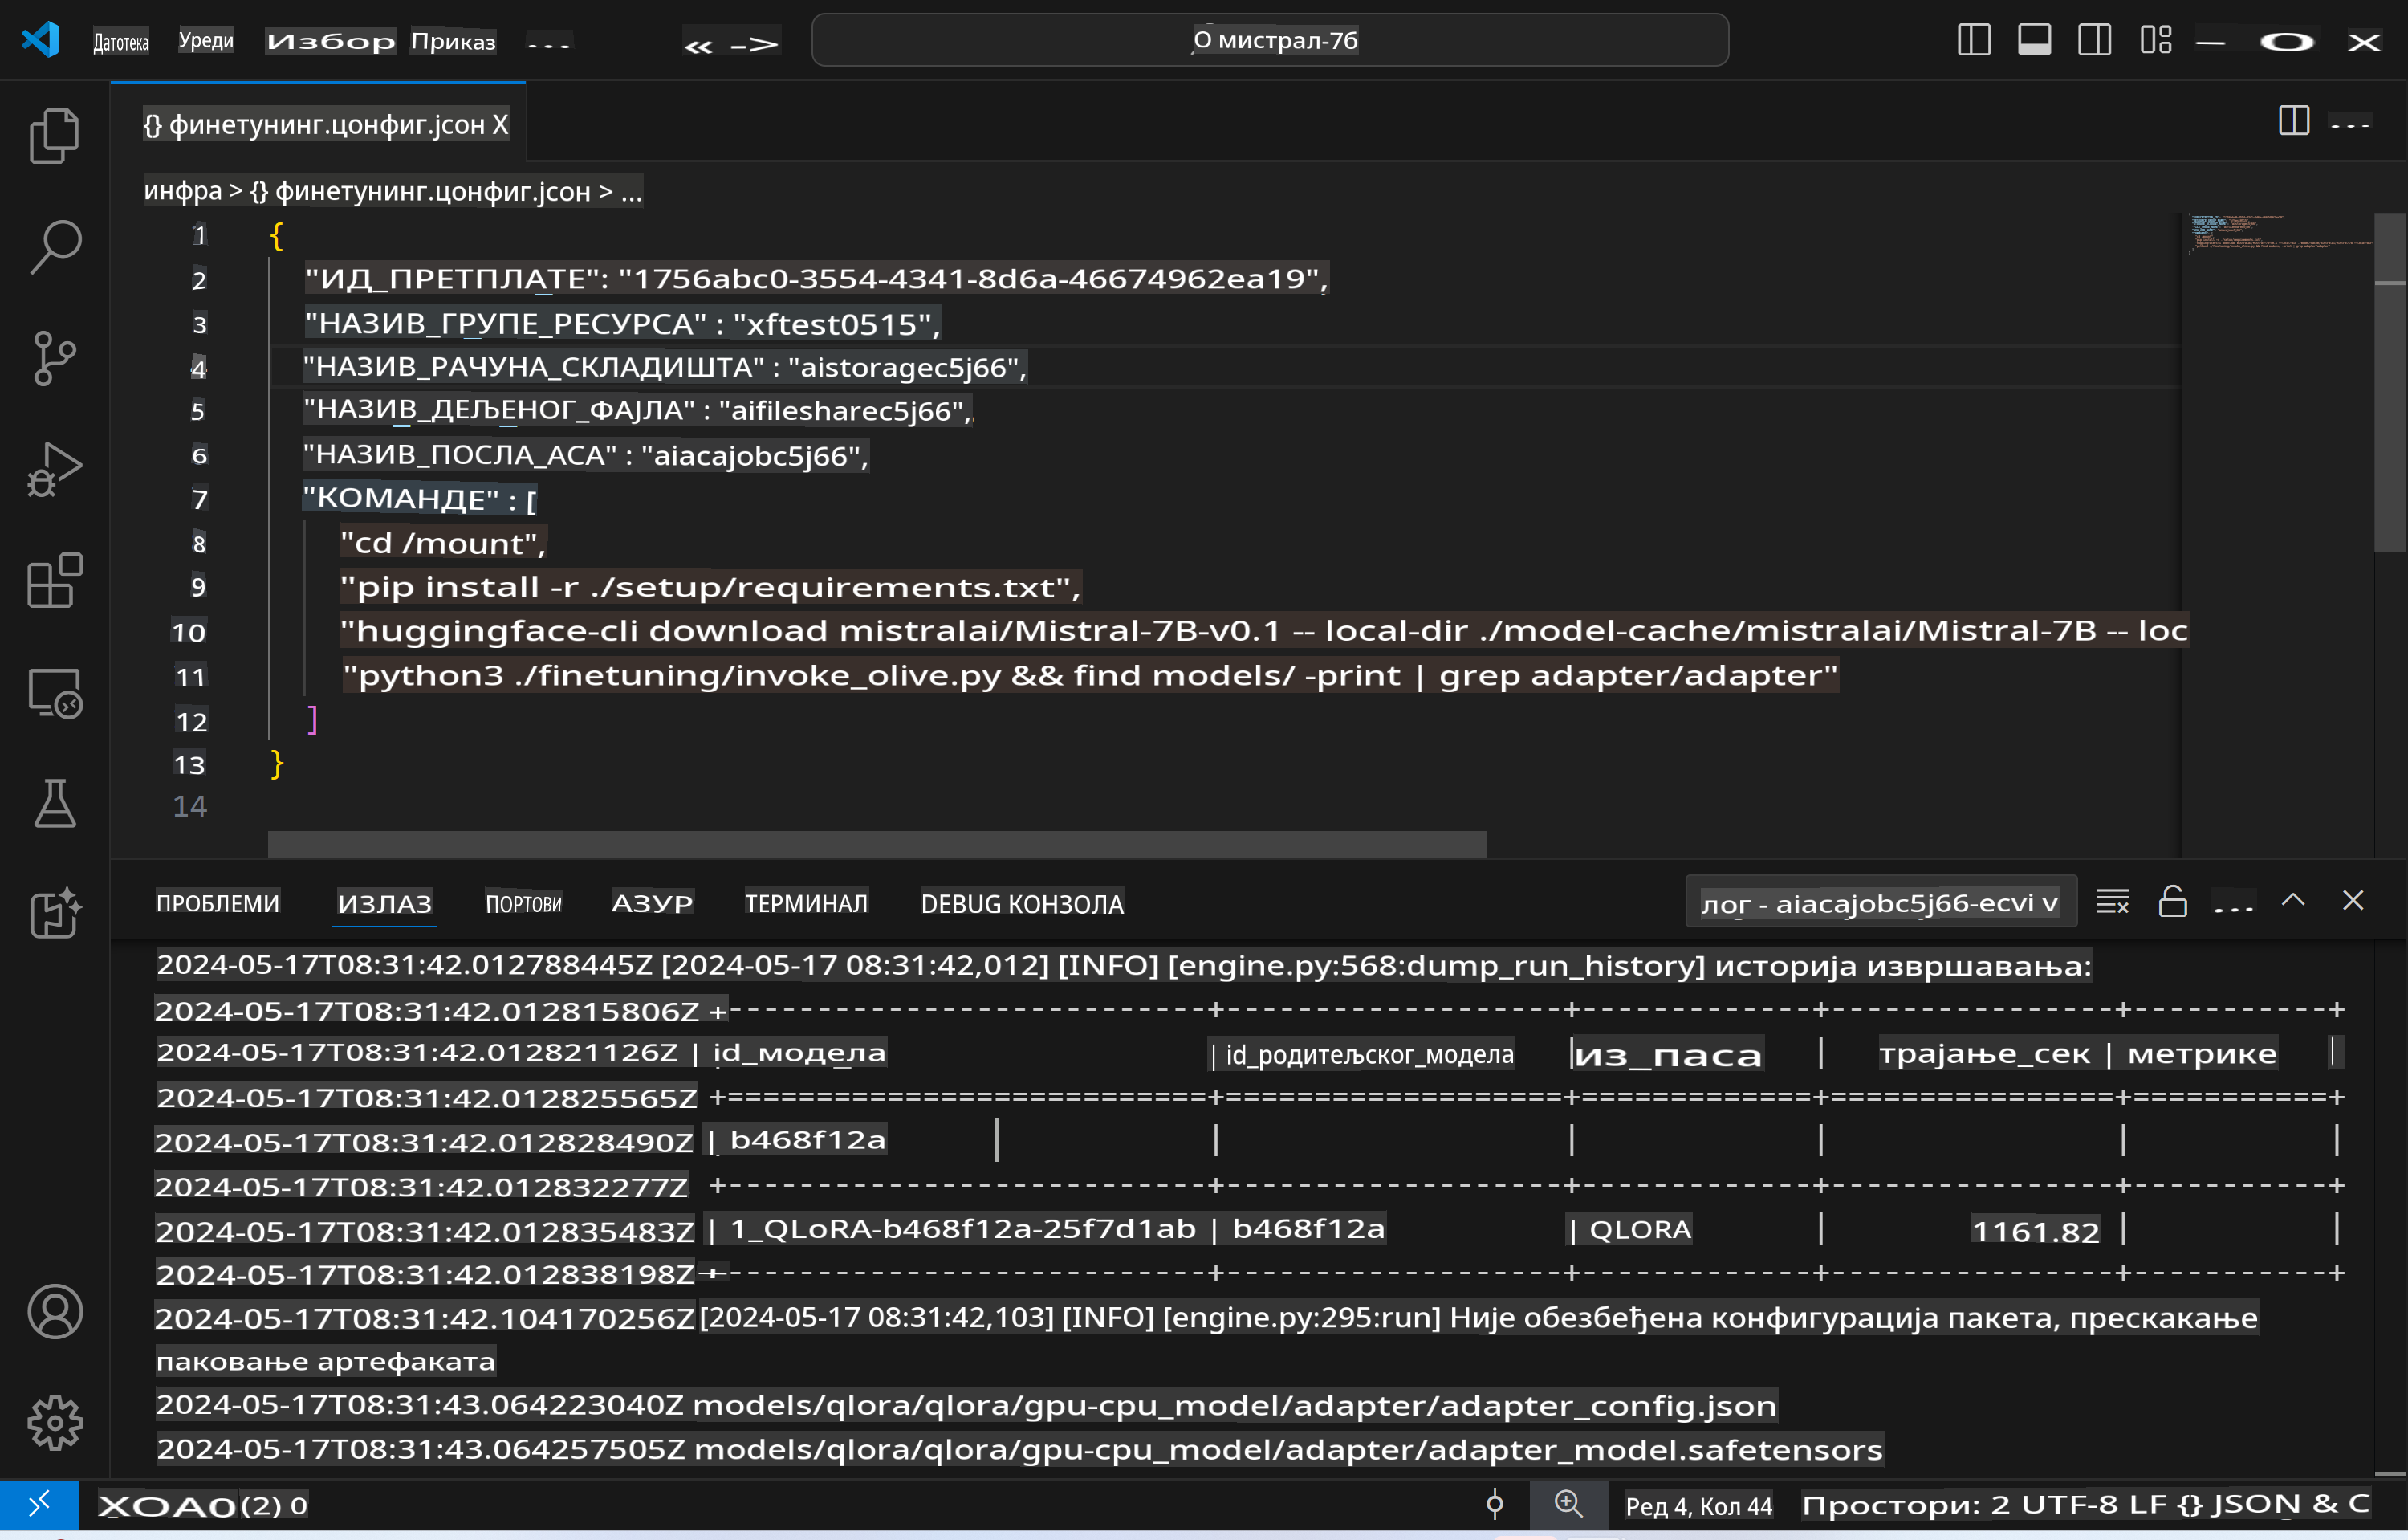 Датотека Уреди Избор Приказ ... « -> О мистрал-7б — O X
{} финетунинг.цонфиг.јсон X ...
инфра > {} финетунинг.цонфиг.јсон > ...
1 {
2 "ИД_ПРЕТПЛАТЕ": "1756abc0-3554-4341-8d6a-46674962ea19",
3 "НАЗИВ_ГРУПЕ_РЕСУРСА" : "xftest0515",
4 "НАЗИВ_РАЧУНА_СКЛАДИШТА" : "aistoragec5j66",
5 "НАЗИВ_ДЕЉЕНОГ_ФАЈЛА" : "aifilesharec5j66",
6 "НАЗИВ_ПОСЛА_АСА" : "aiacajobc5j66",
7 "КОМАНДЕ" : [
8 "cd /mount",
9 "pip install -r ./setup/requirements.txt",
10 "huggingface-cli download mistralai/Mistral-7B-v0.1 -- local-dir ./model-cache/mistralai/Mistral-7B -- loc
11 "python3 ./finetuning/invoke_olive.py && find models/ -print | grep adapter/adapter"
12 ]
13 }
14
ПРОБЛЕМИ ИЗЛАЗ ПОРТОВИ АЗУР ТЕРМИНАЛ DEBUG КОНЗОЛА лог - aiacajobc5j66-ecvi v ...
2024-05-17T08:31:42.012788445Z [2024-05-17 08:31:42,012] [INFO] [engine.py:568:dump_run_history] историја извршавања:
2024-05-17T08:31:42.012815806Z +---------------------------+-------------------+-------------+----------------+-----------+
2024-05-17T08:31:42.012821126Z | id_модела | id_родитељског_модела | из_паса | трајање_сек | метрике |
2024-05-17T08:31:42.012825565Z +===========================+===================+=============+================+===========+
2024-05-17T08:31:42.012828490Z | b468f12a | | | | | |
2024-05-17T08:31:42.012832277Z +---------------------------+-------------------+-------------+----------------+-----------+
2024-05-17T08:31:42.012835483Z | 1_QLoRA-b468f12a-25f7d1ab | b468f12a | QLORA | 1161.82 | |
2024-05-17T08:31:42.012838198Z +---------------------------+-------------------+-------------+----------------+-----------+
2024-05-17T08:31:42.104170256Z [2024-05-17 08:31:42,103] [INFO] [engine.py:295:run] Није обезбеђена конфигурација пакета, прескакање
паковање артефаката
2024-05-17T08:31:43.064223040Z models/qlora/qlora/gpu-cpu_model/adapter/adapter_config.json
2024-05-17T08:31:43.064257505Z models/qlora/qlora/gpu-cpu_model/adapter/adapter_model.safetensors
XOA0 (2) 0 Ред 4, Кол 44 Простори: 2 UTF-8 LF {} JSON & C